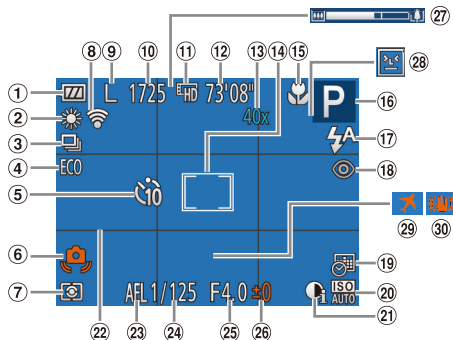 ⑧ ⑨ ⑩ ⑪ ⑫ ⑬ ⑭ ⑮ ㉗
① L 1725 HD 73'08" P ⑯
㉘
② 40x
③ A ⑰
④ ECO ⑱
⑤ 10
㉙ ㉚
⑥ ⑲
⑦ AFL 1/125 F4.0 ±0 i ISO AUTO ⑳
㉒ ㉓ ㉔ ㉕ ㉖ ㉑